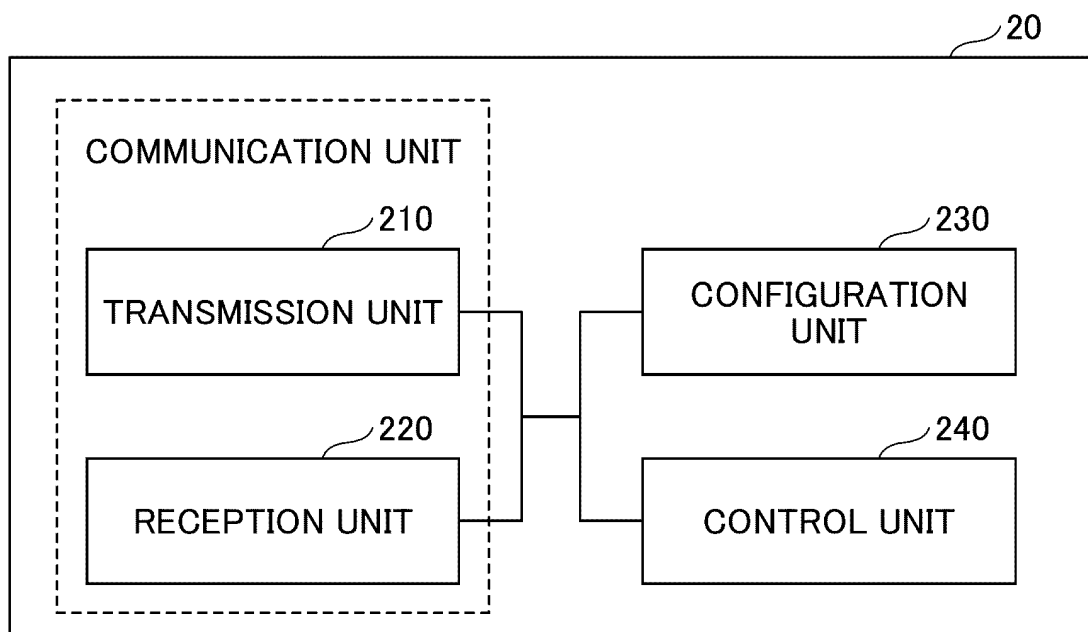 20
COMMUNICATION UNIT
210
TRANSMISSION UNIT
220
RECEPTION UNIT
230
CONFIGURATION
UNIT
240
CONTROL UNIT